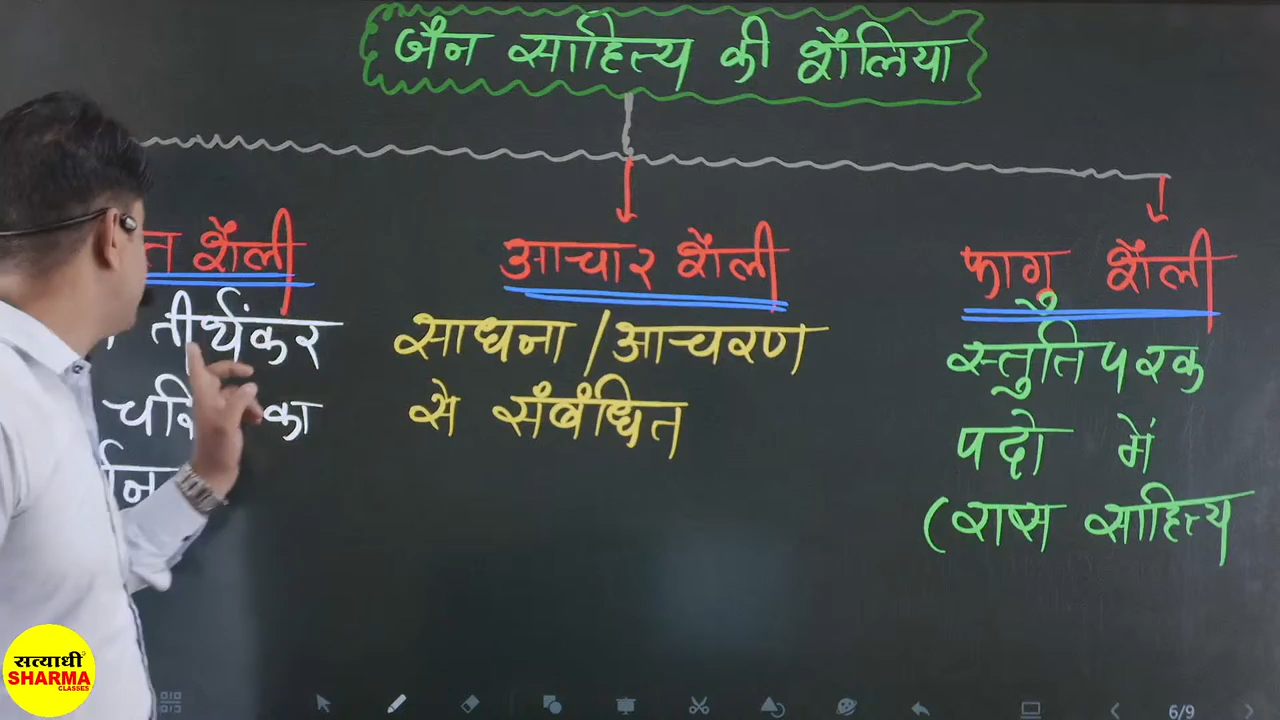 जैन साहित्य की शैलिया
त शैली
तीर्थंकर
का
आचार शैली
साधना / आचरण
से संबंधित
फागु शैली
स्तुतिपरक
पदो में
(राष्स साहित्य
सत्याधी
SHARMA
CLASSES
6/9